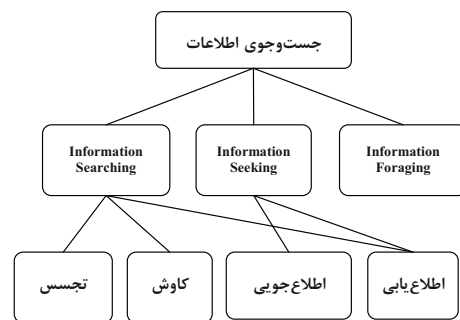 جست‌وجوی اطلاعات
Information
Searching
Information
Seeking
Information
Foraging
تجسس
کاوش
اطلاع‌جویی
اطلاع‌یابی